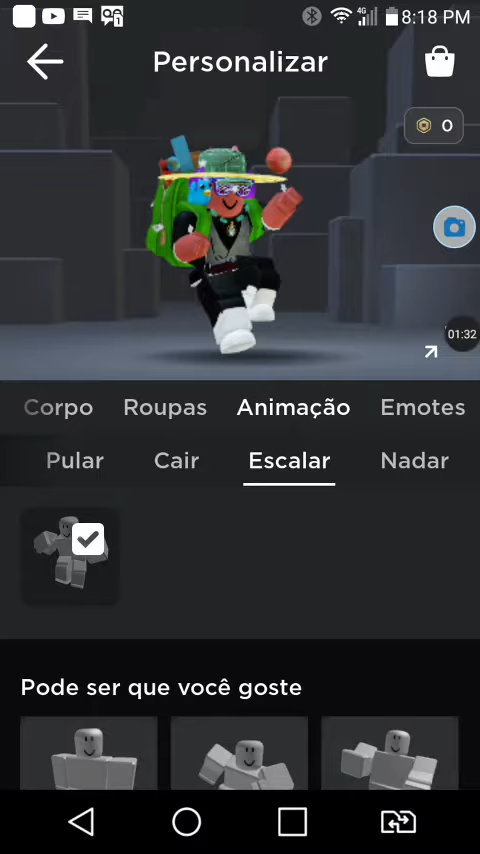 4G 8:18 PM
Personalizar
0
01:32
Corpo Roupas Animação Emotes
Pular Cair Escalar Nadar
Pode ser que você goste